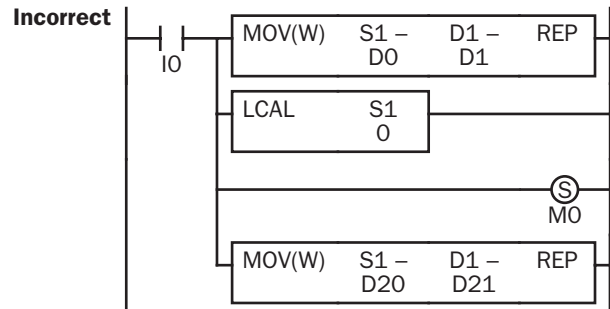 Incorrect
I0
MOV(W) S1 – D1 – REP
D0 D1
LCAL S1
0
S
M0
MOV(W) S1 – D1 – REP
D20 D21